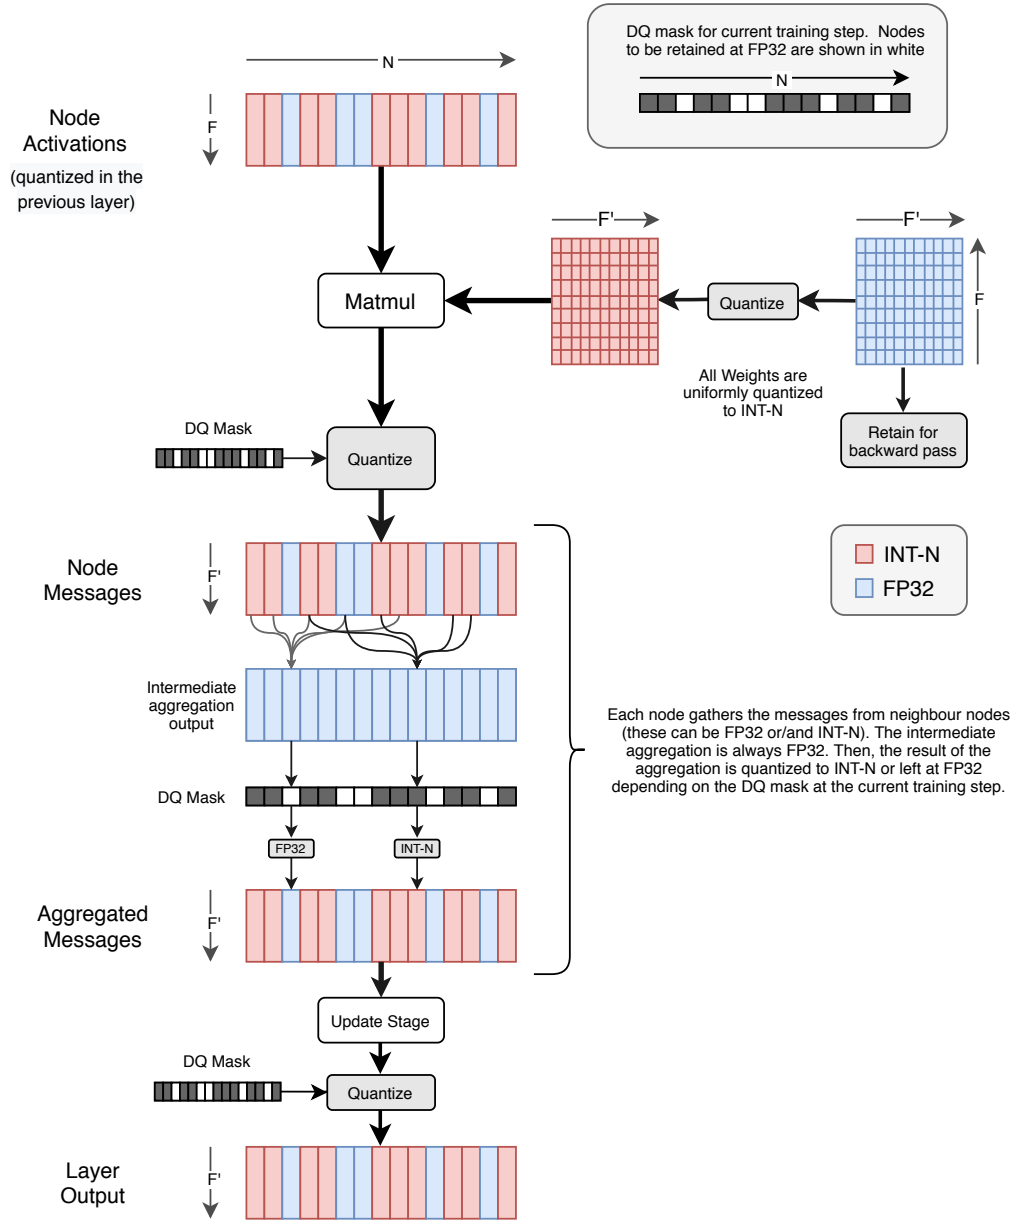 DQ mask for current training step. Nodes
to be retained at FP32 are shown in white
N
N
Node
Activations
(quantized in the
previous layer)
F
F'
F'
Matmul
Quantize
F
All Weights are
uniformly quantized
to INT-N
Retain for
backward pass
DQ Mask
Quantize
Node
Messages
F'
INT-N
FP32
Intermediate
aggregation
output
Each node gathers the messages from neighbour nodes
(these can be FP32 or/and INT-N). The intermediate
aggregation is always FP32. Then, the result of the
aggregation is quantized to INT-N or left at FP32
depending on the DQ mask at the current training step.
DQ Mask
FP32
INT-N
Aggregated
Messages
F'
Update Stage
DQ Mask
Quantize
Layer
Output
F'